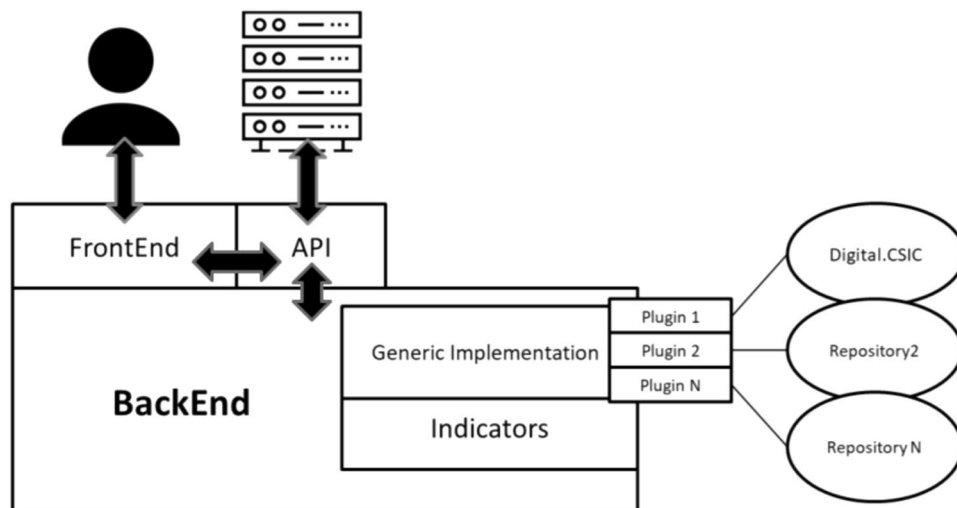 FrontEnd
API
Digital.CSIC
Plugin 1
Generic Implementation
Plugin 2
Repository2
Plugin N
BackEnd
Indicators
Repository N